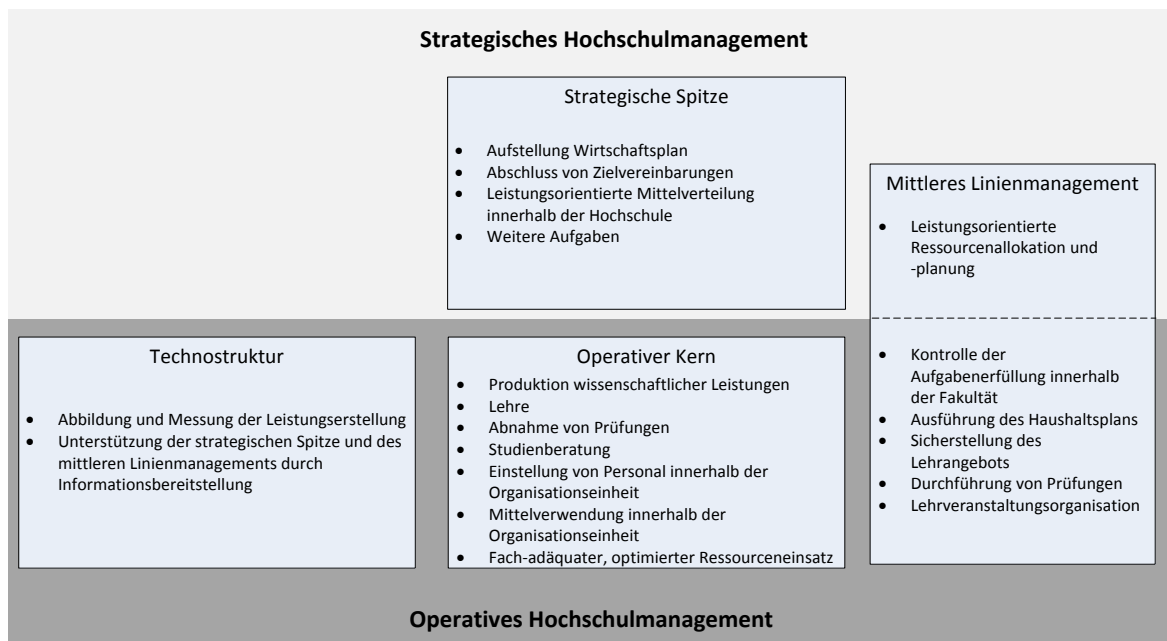 Strategisches Hochschulmanagement
Strategische Spitze
• Aufstellung Wirtschaftsplan
• Abschluss von Zielvereinbarungen
• Leistungsorientierte Mittelverteilung
innerhalb der Hochschule
• Weitere Aufgaben
Mittleres Linienmanagement
• Leistungsorientierte
Ressourcenallokation und
-planung
• Kontrolle der
Aufgabenerfüllung innerhalb
der Fakultät
• Ausführung des Haushaltsplans
• Sicherstellung des
Lehrangebots
• Durchführung von Prüfungen
• Lehrveranstaltungsorganisation
Technostruktur
• Abbildung und Messung der Leistungserstellung
• Unterstützung der strategischen Spitze und des
mittleren Linienmanagements durch
Informationsbereitstellung
Operativer Kern
• Produktion wissenschaftlicher Leistungen
• Lehre
• Abnahme von Prüfungen
• Studienberatung
• Einstellung von Personal innerhalb der
Organisationseinheit
• Mittelverwendung innerhalb der
Organisationseinheit
• Fach-adäquater, optimierter Ressourceneinsatz
Operatives Hochschulmanagement